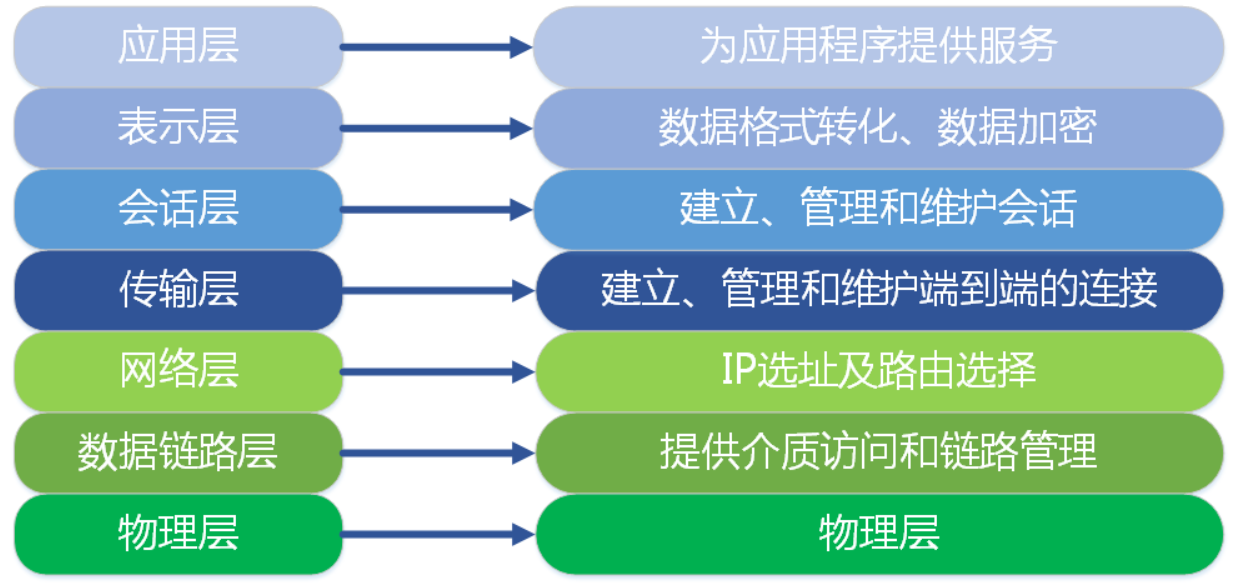 应用层
为应用程序提供服务
表示层
数据格式转化、数据加密
会话层
建立、管理和维护会话
传输层
建立、管理和维护端到端的连接
网络层
IP选址及路由选择
数据链路层
提供介质访问和链路管理
物理层
物理层